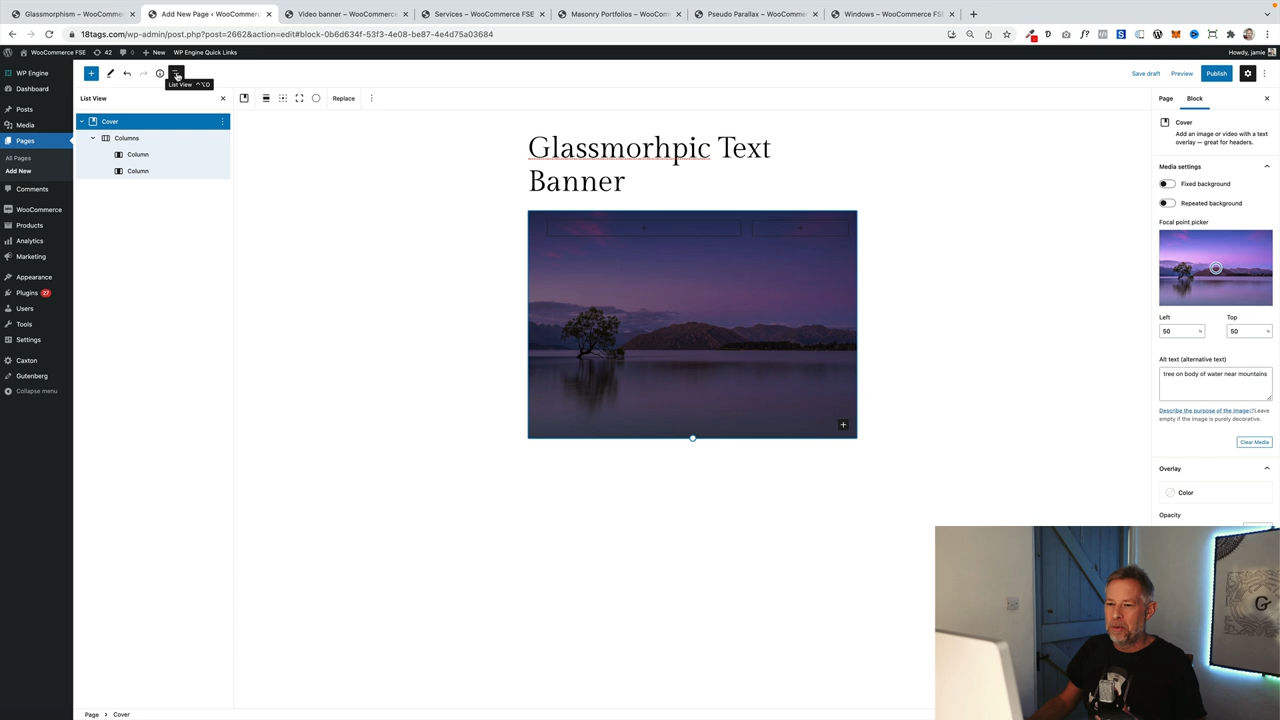 Glassmorphism – WooCommerc
Add New Page ‹ WooCommerc
Video banner – WooCommerce
Services – WooCommerce FSE
Masonry Portfolios – WooComm
Pseudo Parallax – WooCommerc
Windows – WooCommerce FSE
18tags.com/wp-admin/post.php?post=2662&action=edit#block-0b6d634f-53f3-4e08-be87-4e4d75a03684
WooCommerce FSE
42
0
New
WP Engine Quick Links
Howdy, jamie
WP Engine
Dashboard
Posts
Media
Pages
All Pages
Add New
Comments
WooCommerce
Products
Analytics
Marketing
Appearance
Plugins 27
Users
Tools
Settings
Caxton
Gutenberg
Collapse menu
List View ^⌥O
Save draft
Preview
Publish
List View
Cover
Columns
Column
Column
Replace
Glassmorhpic Text
Banner
Page
Block
Cover
Add an image or video with a text
overlay — great for headers.
Media settings
Fixed background
Repeated background
Focal point picker
Left
Top
50 %
50 %
Alt text (alternative text)
tree on body of water near mountains
Describe the purpose of the image Leave
empty if the image is purely decorative.
Clear Media
Overlay
Color
Opacity
Page
Cover